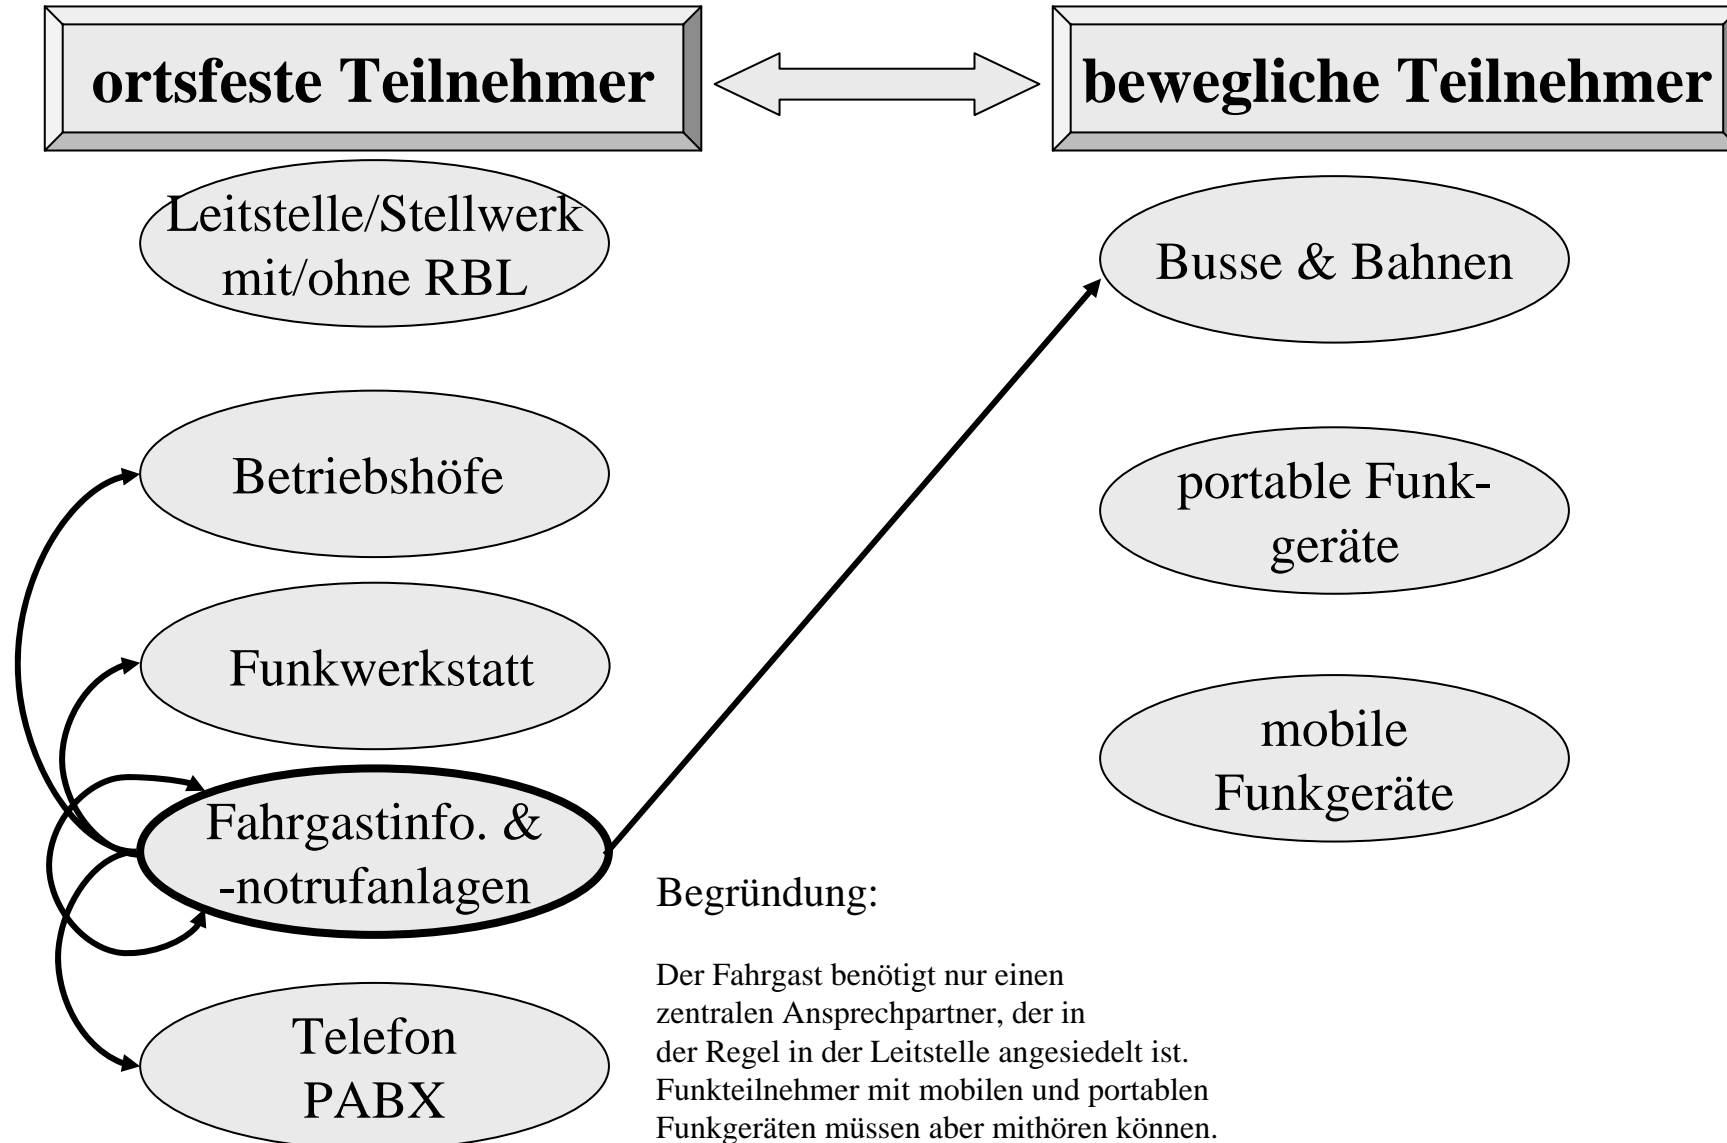 ortsfeste Teilnehmer
bewegliche Teilnehmer
Leitstelle/Stellwerk
mit/ohne RBL
Betriebshöfe
Funkwerkstatt
Fahrgastinfo. &
-notrufanlagen
Telefon
PABX
Busse & Bahnen
portable Funk-
geräte
mobile
Funkgeräte
Begründung:
Der Fahrgast benötigt nur einen
zentralen Ansprechpartner, der in
der Regel in der Leitstelle angesiedelt ist.
Funkteilnehmer mit mobilen und portablen
Funkgeräten müssen aber mithören können.